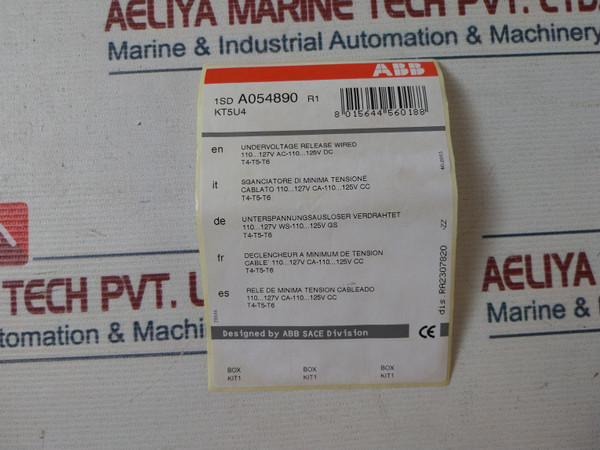 AELIYA MARINE TECH PVT. LTD.
Marine & Industrial Automation & Machinery
ABB
1SD A054890 R1
KT5U4
8 015644 560188
en UNDERVOLTAGE RELEASE WIRED
110...127V AC-110...125V DC
T4-T5-T6
it SGANCIATORE DI MINIMA TENSIONE
CABLATO 110...127V CA-110...125V CC
T4-T5-T6
de UNTERSPANNUNGSAUSLOSER VERDRAHTET
110...127V WS-110...125V GS
T4-T5-T6
fr DECLENCHEUR A MINIMUM DE TENSION
CABLE' 110...127V CA-110...125V CC
T4-T5-T6
es RELE DE MINIMA TENSION CABLEADO
110...127V CA-110...125V CC
T4-T5-T6
dis RR2307820 -ZZ
Designed by ABB SACE Division
CE
BOX BOX BOX
KIT1 KIT1 KIT1
TECH PVT. L
utomation & Machi
AELIYA
Marine &